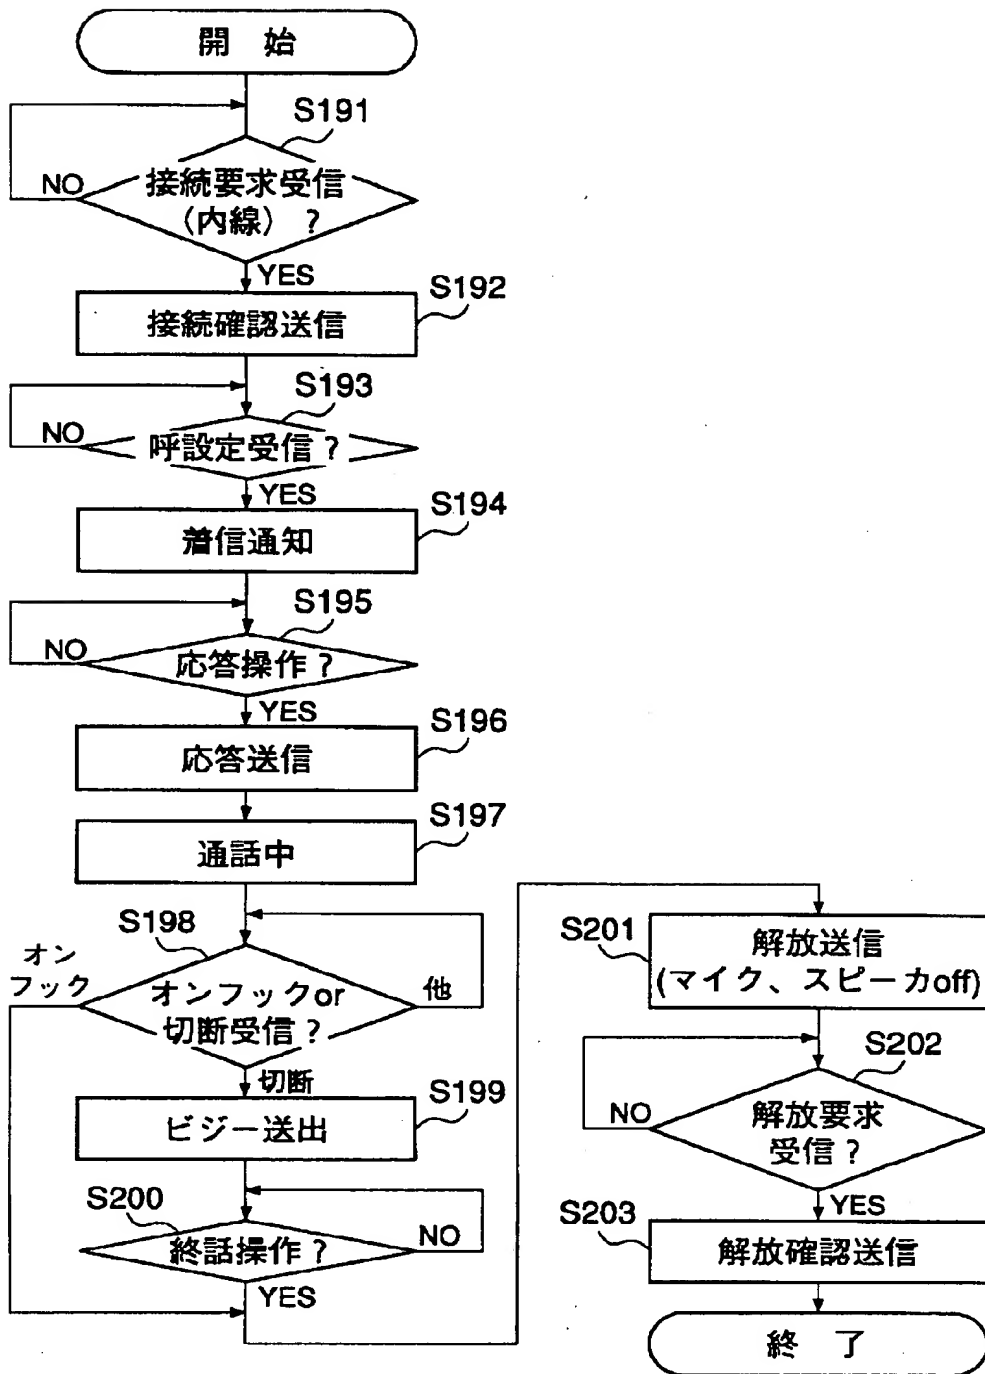 開 始
S191
接続要求受信
（内線）？
NO
YES
S192
接続確認送信
S193
呼設定受信？
NO
YES
S194
着信通知
S195
応答操作？
NO
YES
S196
応答送信
S197
通話中
S198
オン
フック
オンフックor
切断受信？
他
切断
S199
ビジー送出
S200
終話操作？
NO
YES
S201
解放送信
(マイク、スピーカoff)
S202
解放要求
受信？
NO
YES
S203
解放確認送信
終 了